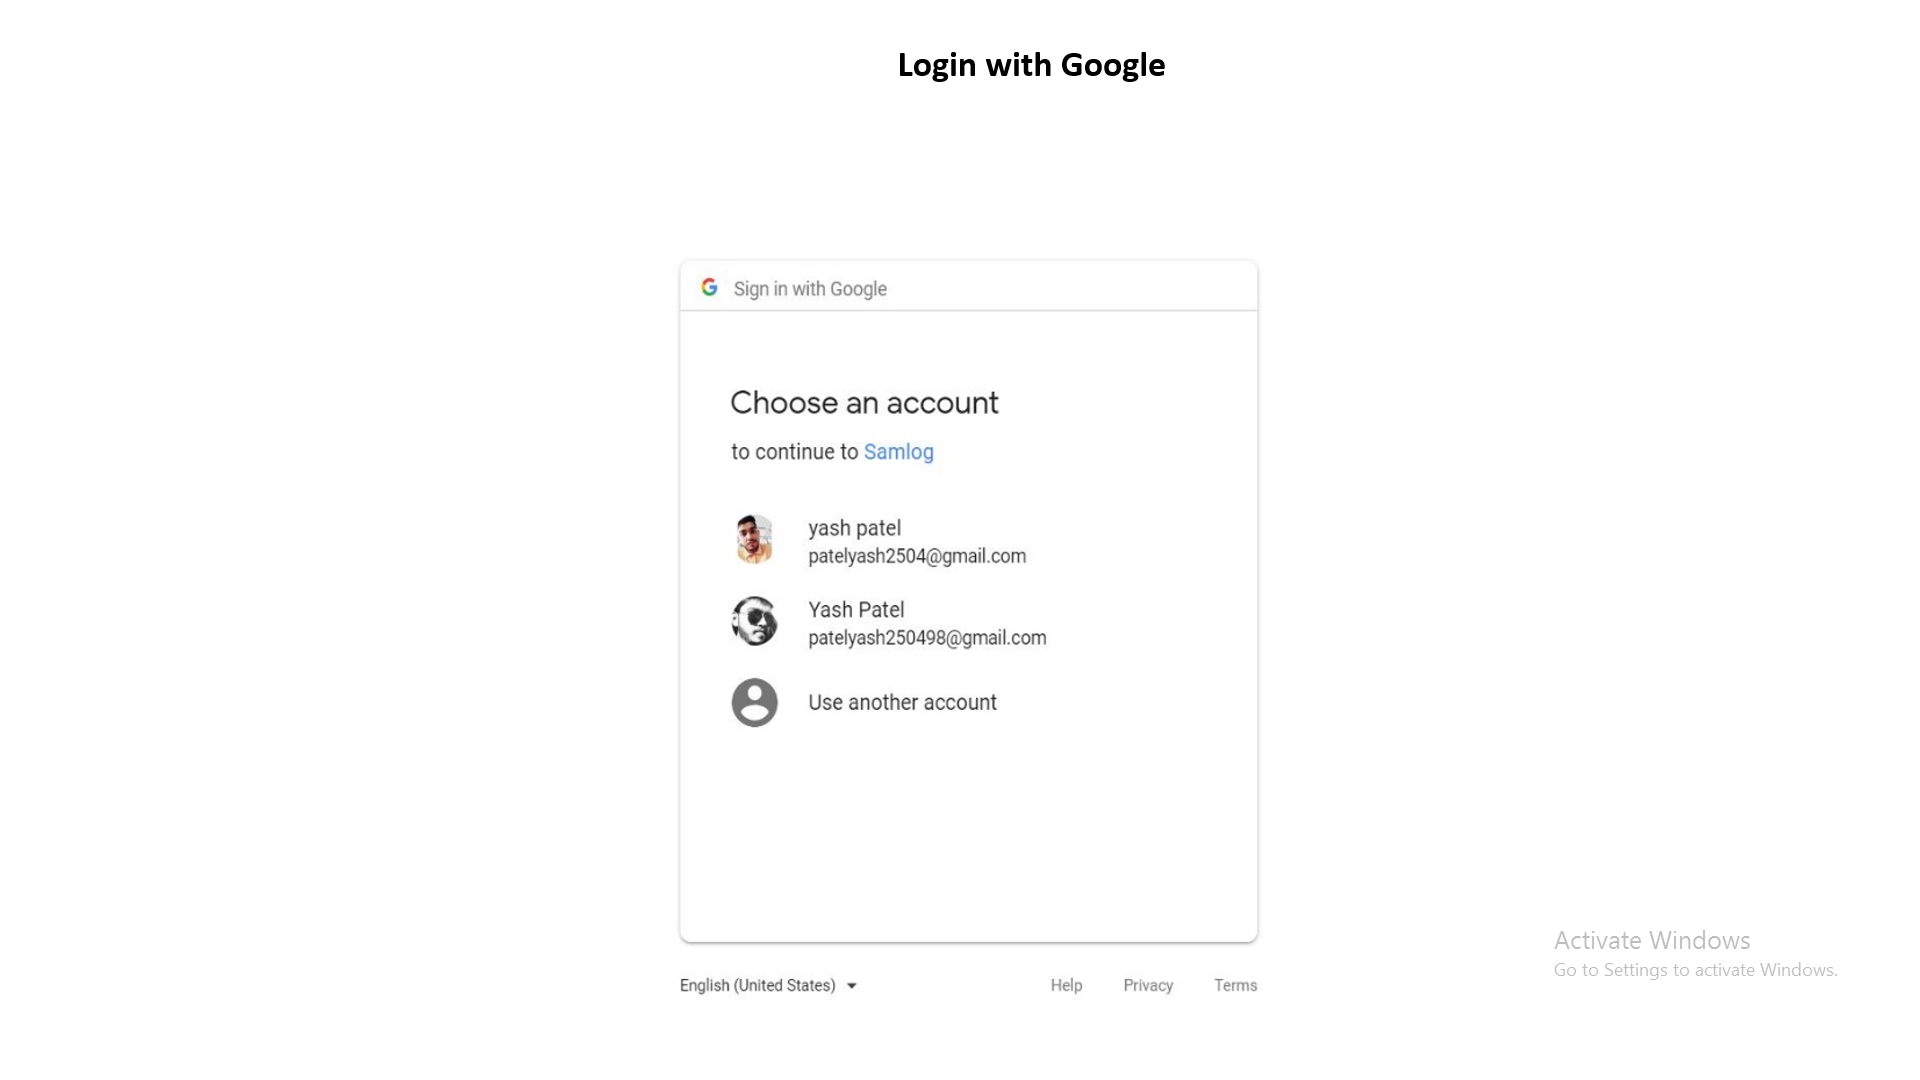 Login with Google
Sign in with Google
Choose an account
to continue to Samlog
yash patel
patelyash2504@gmail.com
Yash Patel
patelyash250498@gmail.com
Use another account
English (United States)
Help Privacy Terms
Activate Windows
Go to Settings to activate Windows.